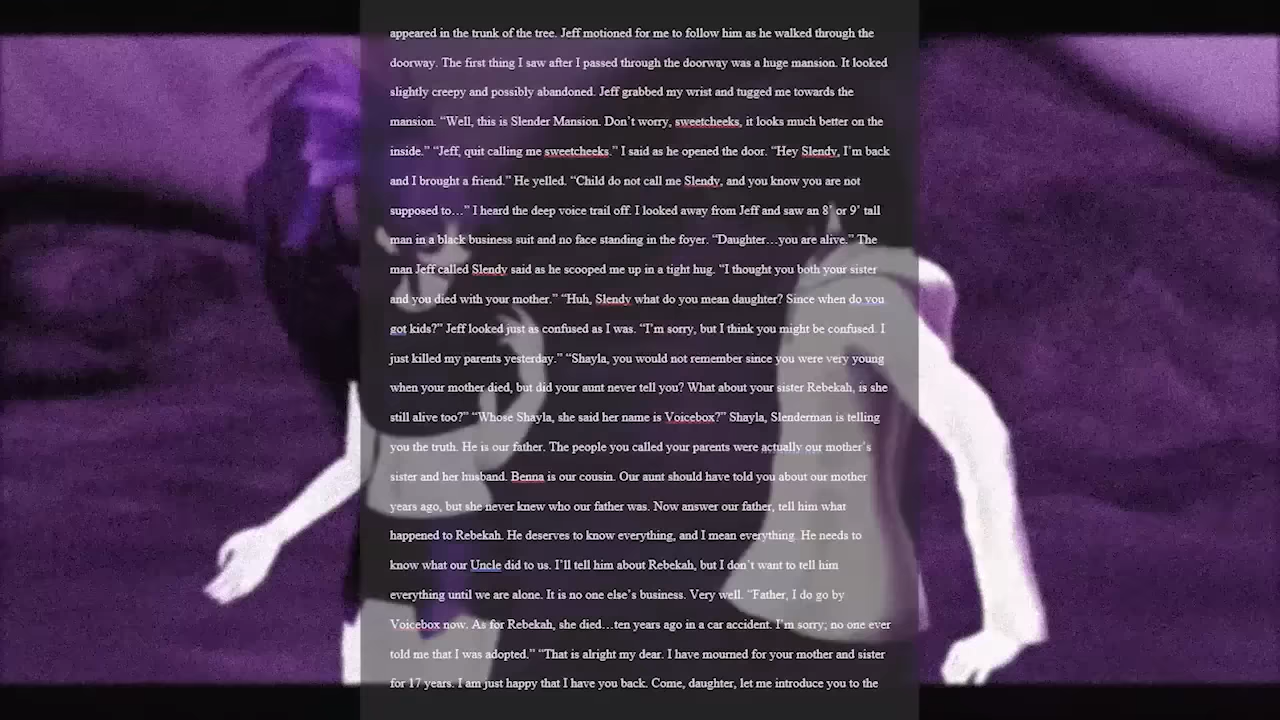 appeared in the trunk of the tree. Jeff motioned for me to follow him as he walked through the
doorway. The first thing I saw after I passed through the doorway was a huge mansion. It looked
slightly creepy and possibly abandoned. Jeff grabbed my wrist and tugged me towards the
mansion. “Well, this is Slender Mansion. Don’t worry, sweetcheeks, it looks much better on the
inside.” “Jeff, quit calling me sweetcheeks.” I said as he opened the door. “Hey Slendy, I’m back
and I brought a friend.” He yelled. “Child do not call me Slendy, and you know you are not
supposed to…” I heard the deep voice trail off. I looked away from Jeff and saw an 8’ or 9’ tall
man in a black business suit and no face standing in the foyer. “Daughter…you are alive.” The
man Jeff called Slendy said as he scooped me up in a tight hug. “I thought you both your sister
and you died with your mother.” “Huh, Slendy what do you mean daughter? Since when do you
got kids?” Jeff looked just as confused as I was. “I’m sorry, but I think you might be confused. I
just killed my parents yesterday.” “Shayla, you would not remember since you were very young
when your mother died, but did your aunt never tell you? What about your sister Rebekah, is she
still alive too?” “Whose Shayla, she said her name is Voicebox?” Shayla, Slenderman is telling
you the truth. He is our father. The people you called your parents were actually our mother’s
sister and her husband. Benna is our cousin. Our aunt should have told you about our mother
years ago, but she never knew who our father was. Now answer our father, tell him what
happened to Rebekah. He deserves to know everything, and I mean everything. He needs to
know what our Uncle did to us. I’ll tell him about Rebekah, but I don’t want to tell him
everything until we are alone. It is no one else’s business. Very well. “Father, I do go by
Voicebox now. As for Rebekah, she died…ten years ago in a car accident. I’m sorry; no one ever
told me that I was adopted.” “That is alright my dear. I have mourned for your mother and sister
for 17 years. I am just happy that I have you back. Come, daughter, let me introduce you to the